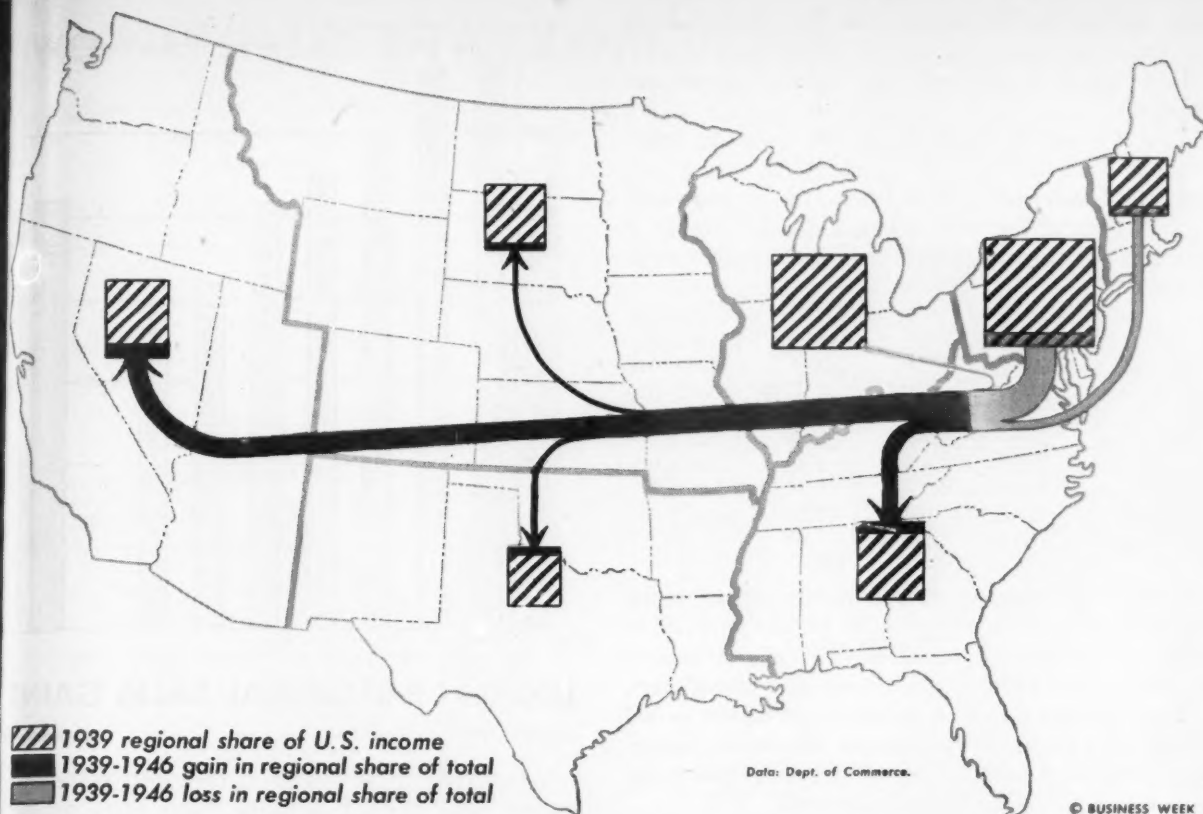 1939 regional share of U. S. income
1939-1946 gain in regional share of total
1939-1946 loss in regional share of total
Data: Dept. of Commerce.
© BUSINESS WEEK